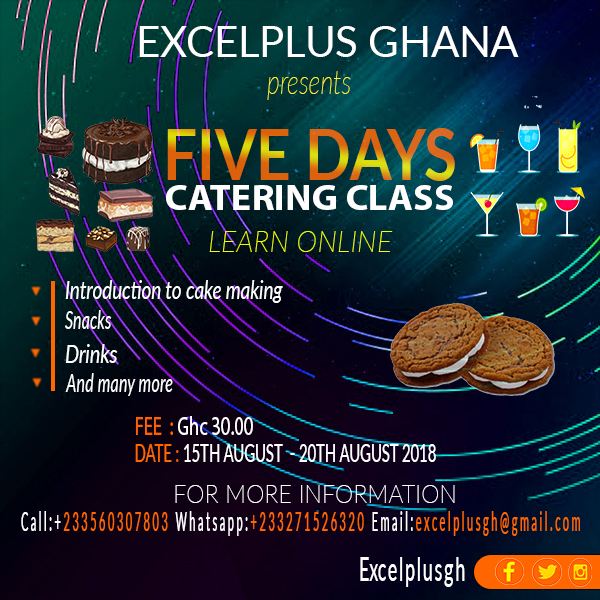 EXCELPLUS GHANA
presents
FIVE DAYS
CATERING CLASS
LEARN ONLINE
Introduction to cake making
Snacks
Drinks
And many more
FEE : Ghc 30.00
DATE : 15TH AUGUST - 20TH AUGUST 2018
FOR MORE INFORMATION
Call:+233560307803 Whatsapp:+233271526320 Email:excelplusgh@gmail.com
Excelplusgh